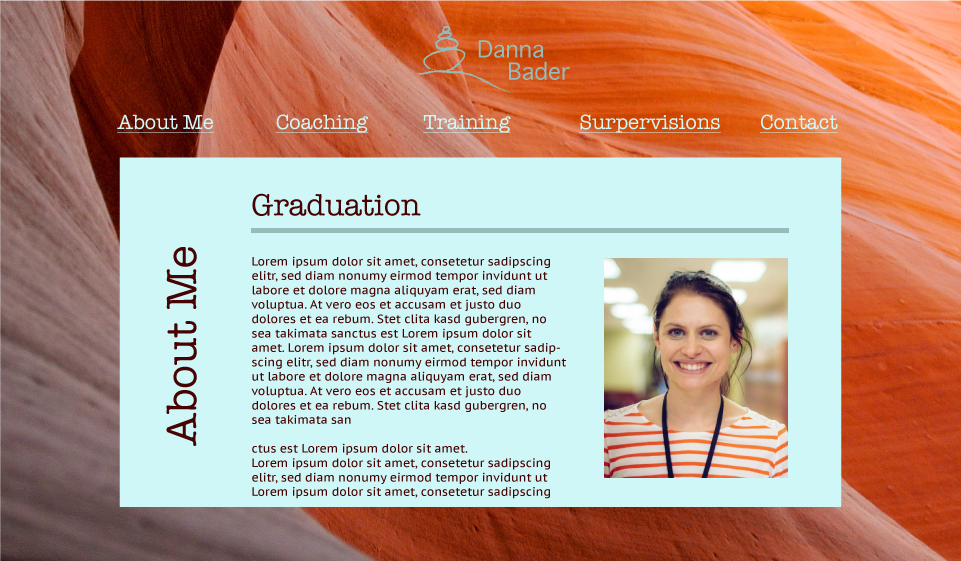 Danna
Bader
About Me
Coaching
Training
Surpervisions
Contact
About Me
Graduation
Lorem ipsum dolor sit amet, consetetur sadipscing
elitr, sed diam nonumy eirmod tempor invidunt ut
labore et dolore magna aliquyam erat, sed diam
voluptua. At vero eos et accusam et justo duo
dolores et ea rebum. Stet clita kasd gubergren, no
sea takimata sanctus est Lorem ipsum dolor sit
amet. Lorem ipsum dolor sit amet, consetetur sadip-
scing elitr, sed diam nonumy eirmod tempor invidunt
ut labore et dolore magna aliquyam erat, sed diam
voluptua. At vero eos et accusam et justo duo
dolores et ea rebum. Stet clita kasd gubergren, no
sea takimata san
ctus est Lorem ipsum dolor sit amet.
Lorem ipsum dolor sit amet, consetetur sadipscing
elitr, sed diam nonumy eirmod tempor invidunt ut
Lorem ipsum dolor sit amet, consetetur sadipscing